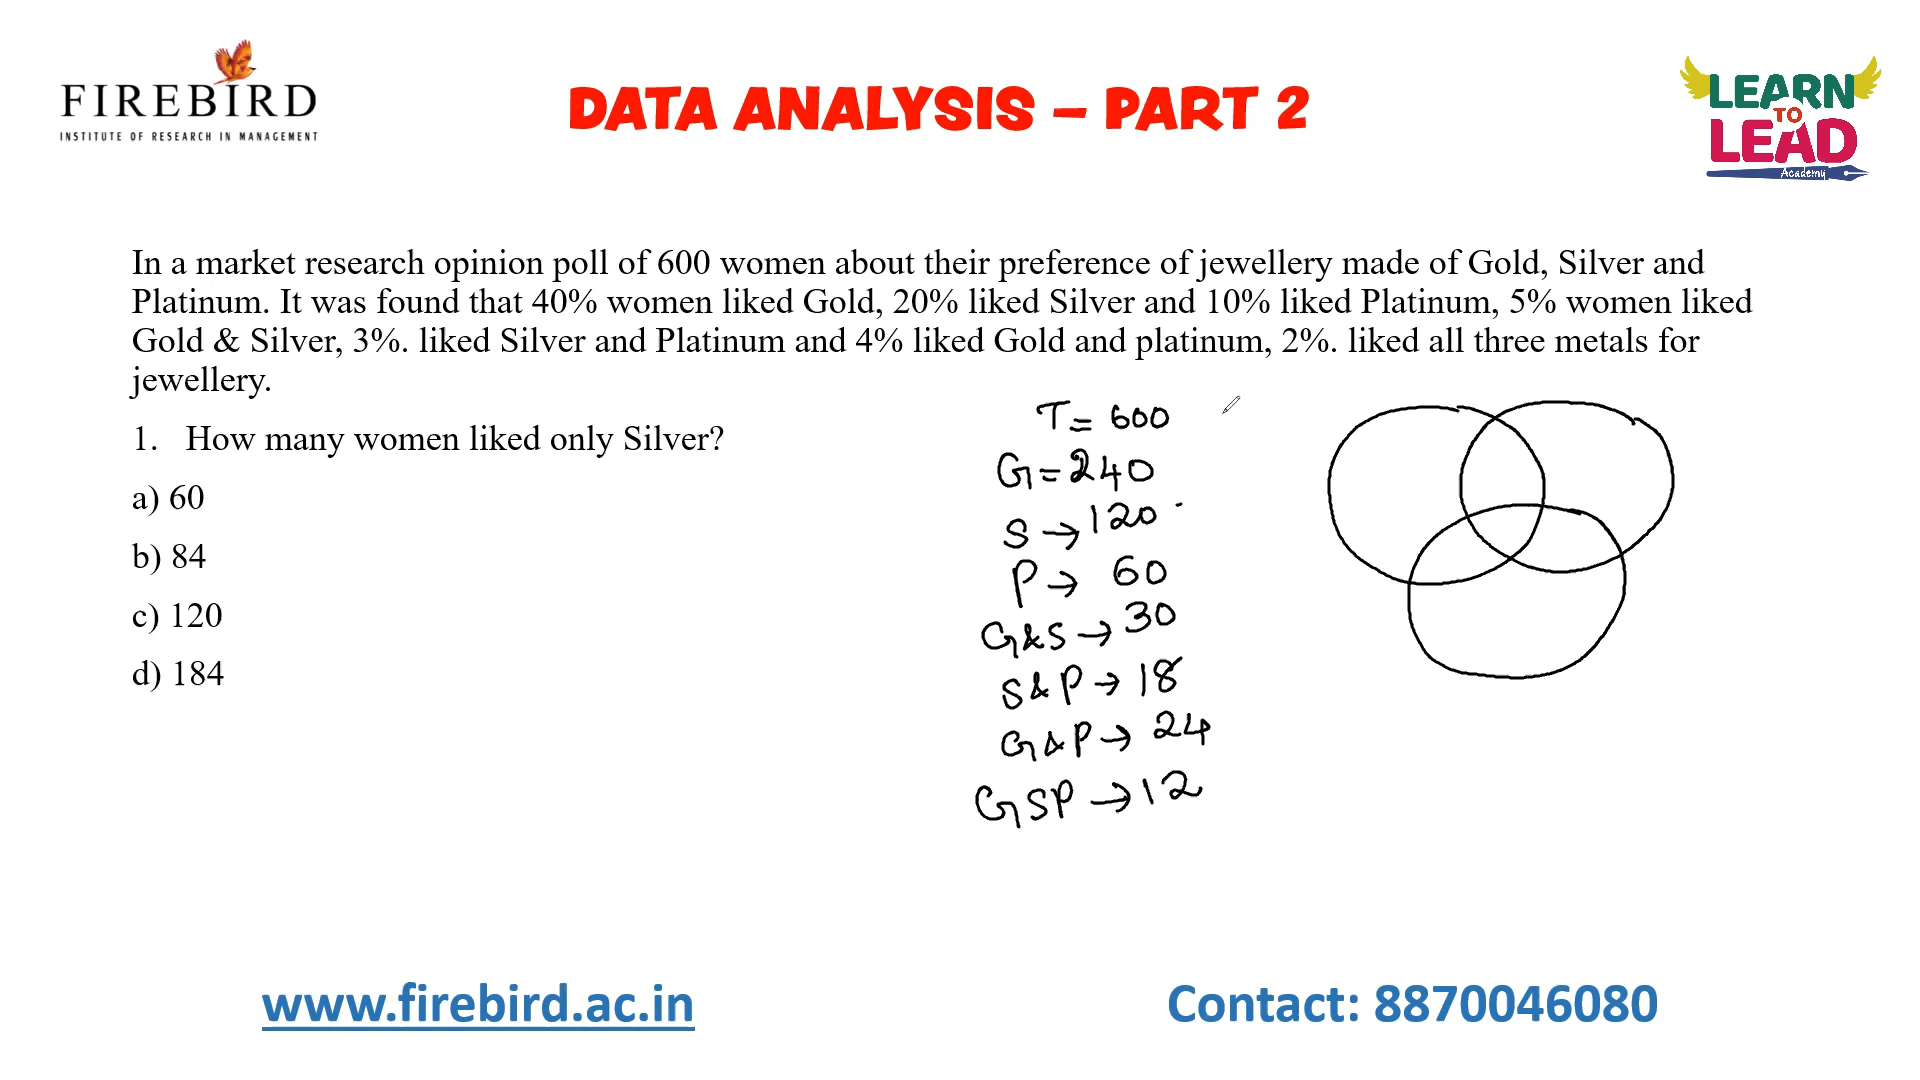 FIREBIRD
INSTITUTE OF RESEARCH IN MANAGEMENT
DATA ANALYSIS – PART 2
LEARN
TO
LEAD
Academy
In a market research opinion poll of 600 women about their preference of jewellery made of Gold, Silver and
Platinum. It was found that 40% women liked Gold, 20% liked Silver and 10% liked Platinum, 5% women liked
Gold & Silver, 3%. liked Silver and Platinum and 4% liked Gold and platinum, 2%. liked all three metals for
jewellery.
1. How many women liked only Silver?
a) 60
b) 84
c) 120
d) 184
T = 600
G = 240
S → 120
P → 60
G&S → 30
S&P → 18
G&P → 24
GSP → 12
www.firebird.ac.in
Contact: 8870046080